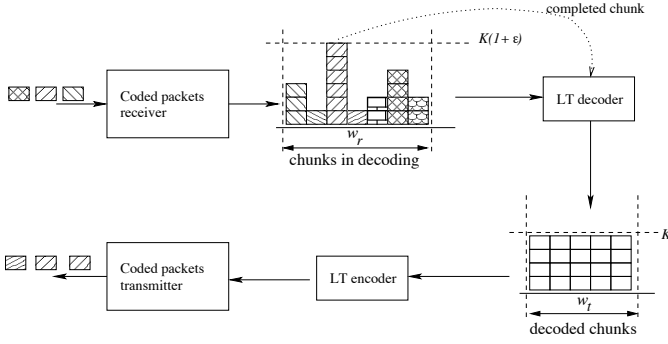 completed chunk
K(1 + ε)
Coded packets
receiver
LT decoder
w_r
chunks in decoding
K
Coded packets
transmitter
LT encoder
w_t
decoded chunks